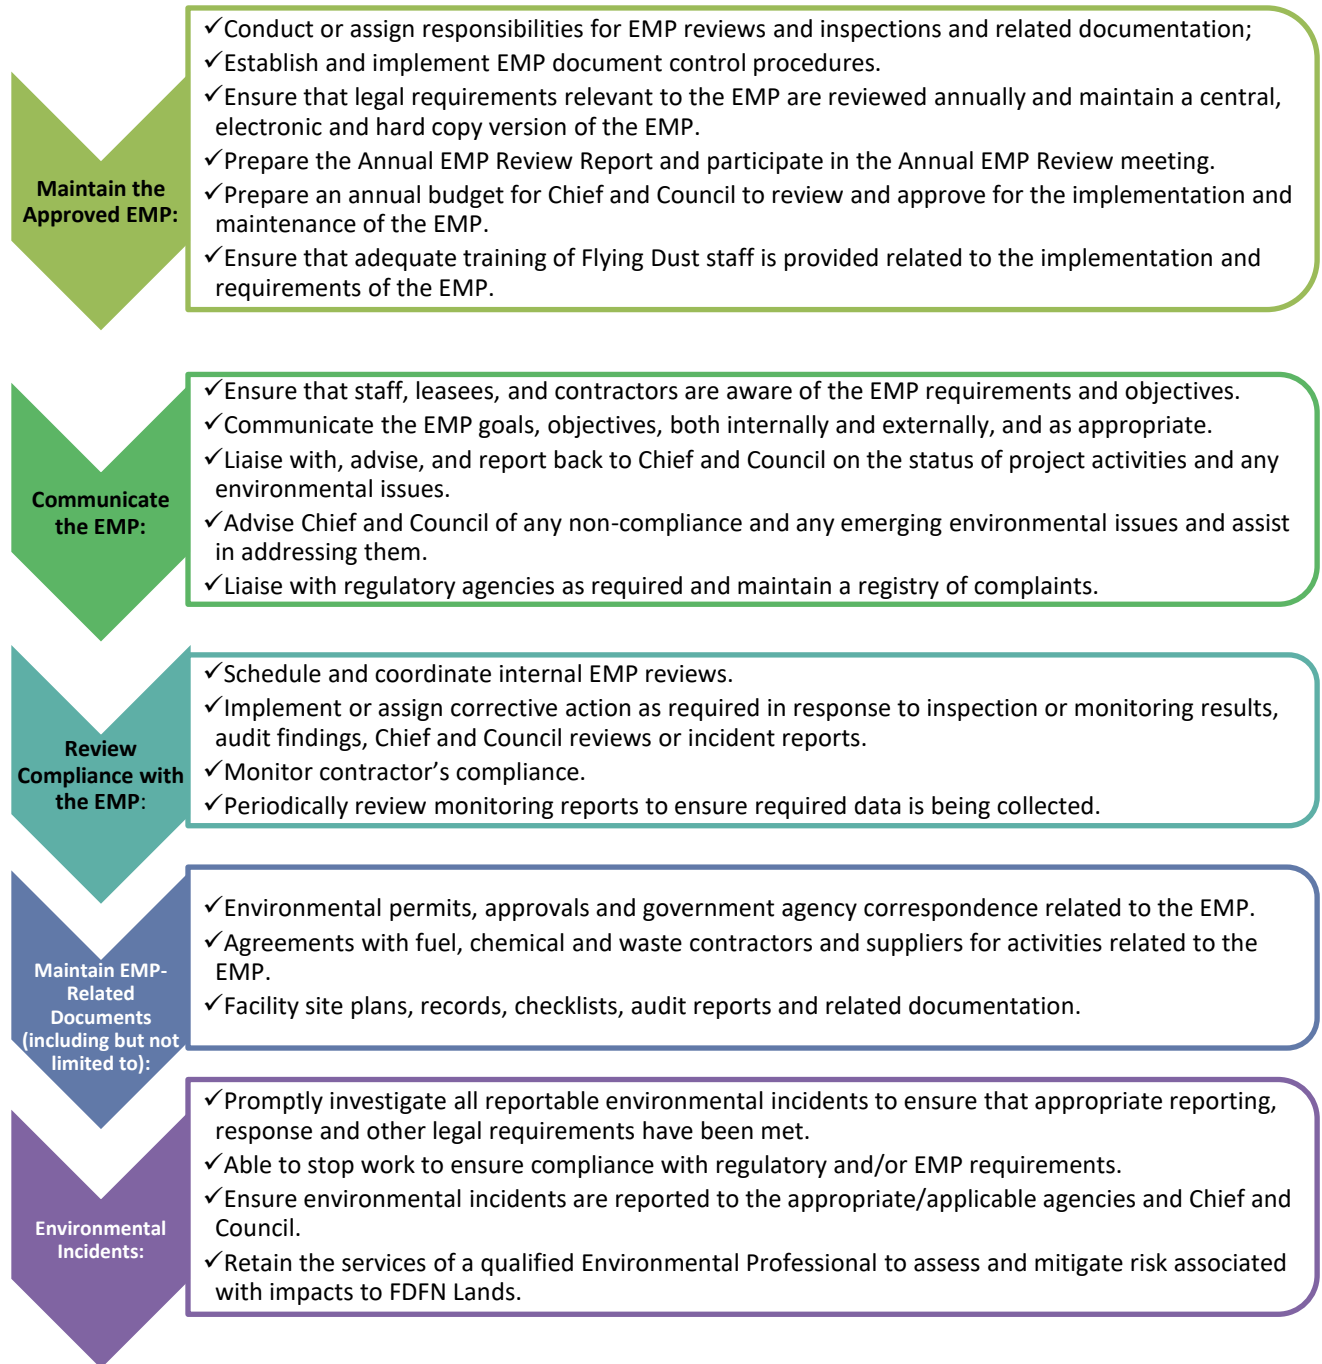 Maintain the
Approved EMP:
✓Conduct or assign responsibilities for EMP reviews and inspections and related documentation;
✓Establish and implement EMP document control procedures.
✓Ensure that legal requirements relevant to the EMP are reviewed annually and maintain a central,
electronic and hard copy version of the EMP.
✓Prepare the Annual EMP Review Report and participate in the Annual EMP Review meeting.
✓Prepare an annual budget for Chief and Council to review and approve for the implementation and
maintenance of the EMP.
✓Ensure that adequate training of Flying Dust staff is provided related to the implementation and
requirements of the EMP.
Communicate
the EMP:
✓Ensure that staff, leasees, and contractors are aware of the EMP requirements and objectives.
✓Communicate the EMP goals, objectives, both internally and externally, and as appropriate.
✓Liaise with, advise, and report back to Chief and Council on the status of project activities and any
environmental issues.
✓Advise Chief and Council of any non-compliance and any emerging environmental issues and assist
in addressing them.
✓Liaise with regulatory agencies as required and maintain a registry of complaints.
Review
Compliance with
the EMP:
✓Schedule and coordinate internal EMP reviews.
✓Implement or assign corrective action as required in response to inspection or monitoring results,
audit findings, Chief and Council reviews or incident reports.
✓Monitor contractor's compliance.
✓Periodically review monitoring reports to ensure required data is being collected.
Maintain EMP-
Related
Documents
(including but not
limited to):
✓Environmental permits, approvals and government agency correspondence related to the EMP.
✓Agreements with fuel, chemical and waste contractors and suppliers for activities related to the
EMP.
✓Facility site plans, records, checklists, audit reports and related documentation.
Environmental
Incidents:
✓Promptly investigate all reportable environmental incidents to ensure that appropriate reporting,
response and other legal requirements have been met.
✓Able to stop work to ensure compliance with regulatory and/or EMP requirements.
✓Ensure environmental incidents are reported to the appropriate/applicable agencies and Chief and
Council.
✓Retain the services of a qualified Environmental Professional to assess and mitigate risk associated
with impacts to FDFN Lands.